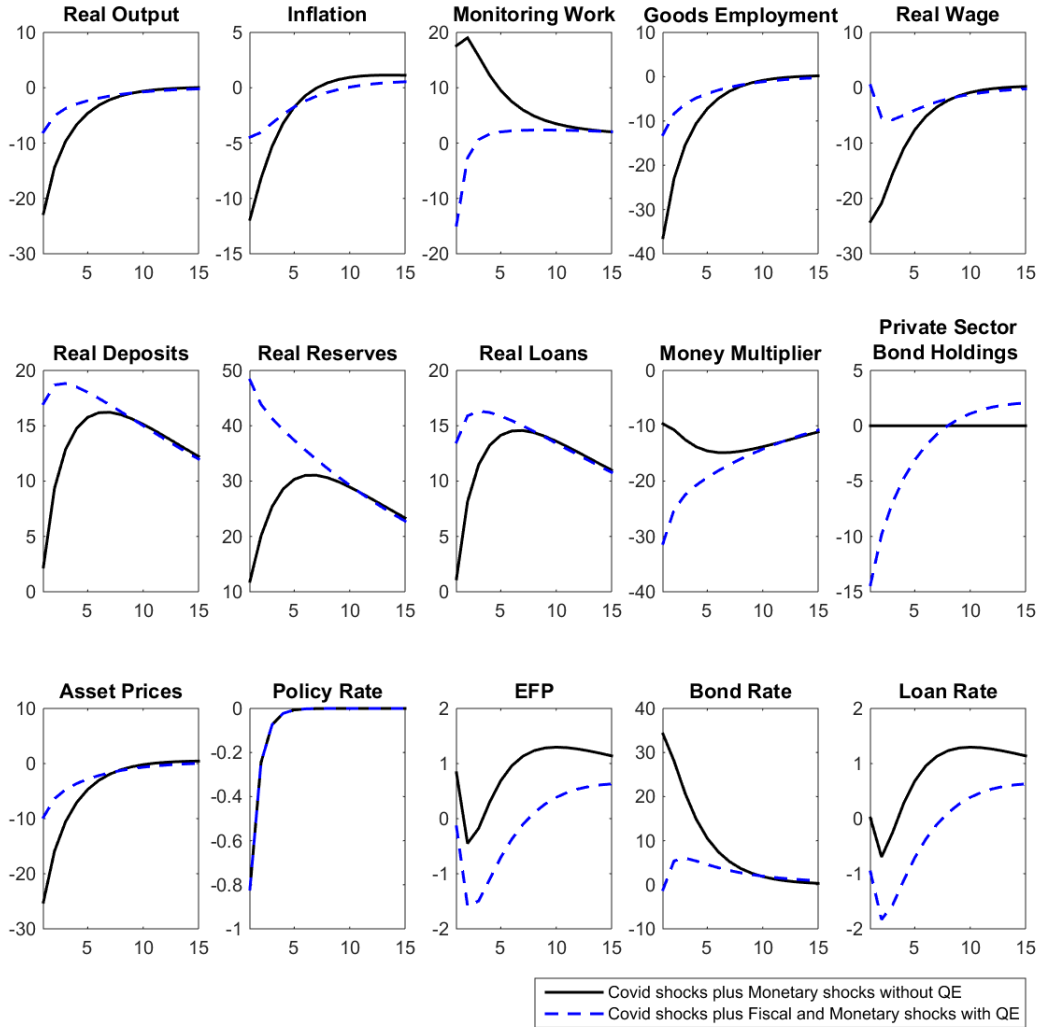 Real Output
0
-10
-20
-30
5 10 15
Inflation
5
0
-5
-10
-15
5 10 15
Monitoring Work
20
10
0
-10
20
5 10 15
Goods Employment
10
0
-10
-20
-30
-40
5 10 15
Real Wage
10
0
-10
-20
-30
5 10 15
Real Deposits
20
15
10
5
0
5 10 15
Real Reserves
50
40
30
20
10
5 10 15
Real Loans
20
15
10
5
0
5 10 15
Money Multiplier
0
-10
-20
-30
-40
5 10 15
Private Sector
Bond Holdings
5
0
-5
-10
-15
5 10 15
Asset Prices
10
0
-10
-20
-30
5 10 15
Policy Rate
0
-0.2
-0.4
-0.6
-0.8
-1
5 10 15
EFP
2
1
0
-1
2
5 10 15
Bond Rate
40
30
20
10
0
10
5 10 15
Loan Rate
2
1
0
-1
2
5 10 15
Covid shocks plus Monetary shocks without QE
Covid shocks plus Fiscal and Monetary shocks with QE